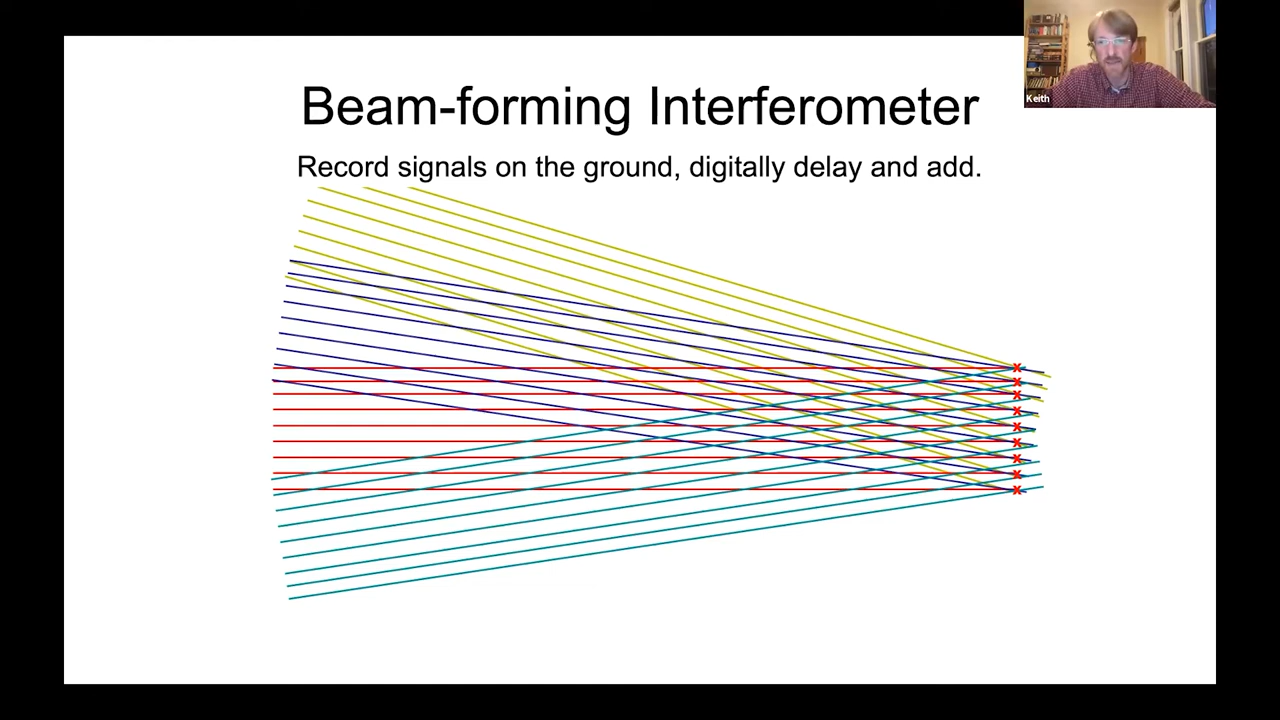 Beam-forming Interferometer
Record signals on the ground, digitally delay and add.
Keith
x
x
x
x
x
x
x
x
x